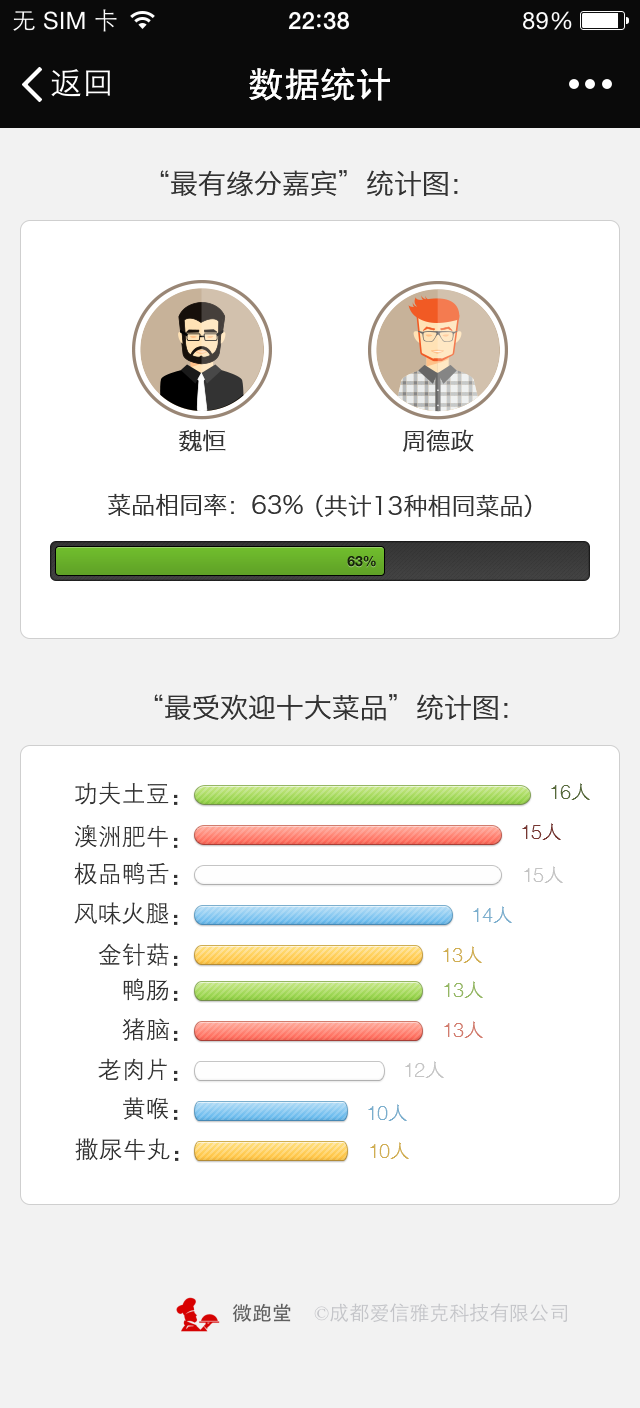 无 SIM 卡 22:38 89%
返回 数据统计
“最有缘分嘉宾” 统计图:
魏恒 周德政
菜品相同率: 63% (共计13种相同菜品)
63%
“最受欢迎十大菜品” 统计图:
功夫土豆: 16人
澳洲肥牛: 15人
极品鸭舌: 15人
风味火腿: 14人
金针菇: 13人
鸭肠: 13人
猪脑: 13人
老肉片: 12人
黄喉: 10人
撒尿牛丸: 10人
微跑堂 ©成都爱信雅克科技有限公司